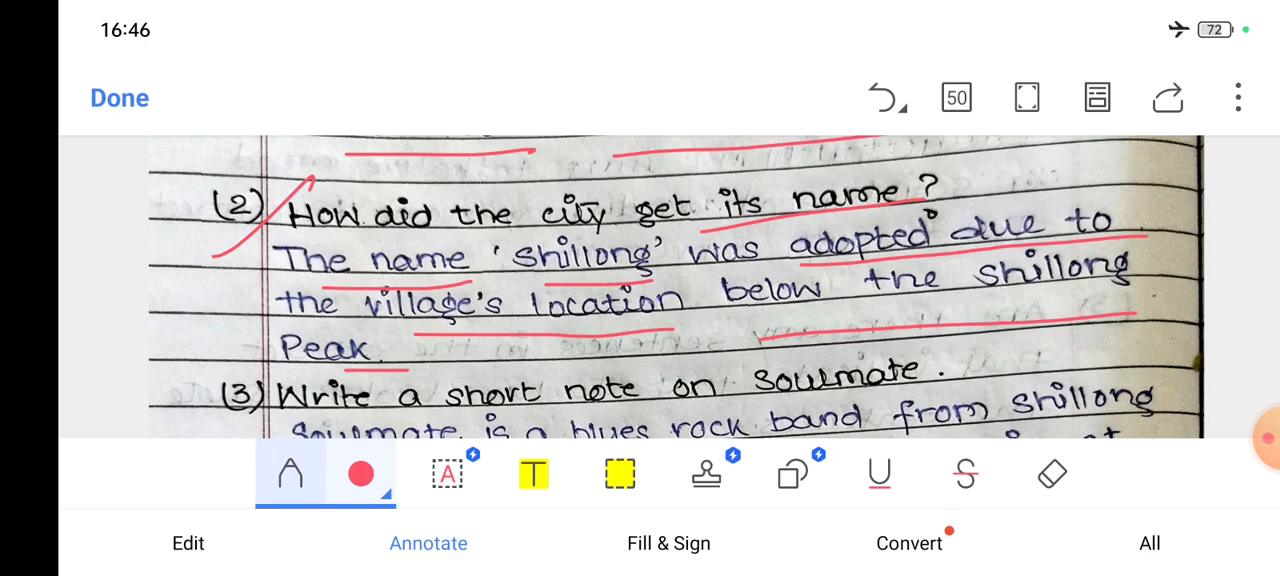 16:46
72
Done
50
(2) How did the city get its name?
The name 'Shillong' was adopted due to
the village's location below the Shillong
Peak.
(3) Write a short note on Soulmate.
Soulmate is a blues rock band from Shillong
A
T
U
S
Edit
Annotate
Fill & Sign
Convert
All